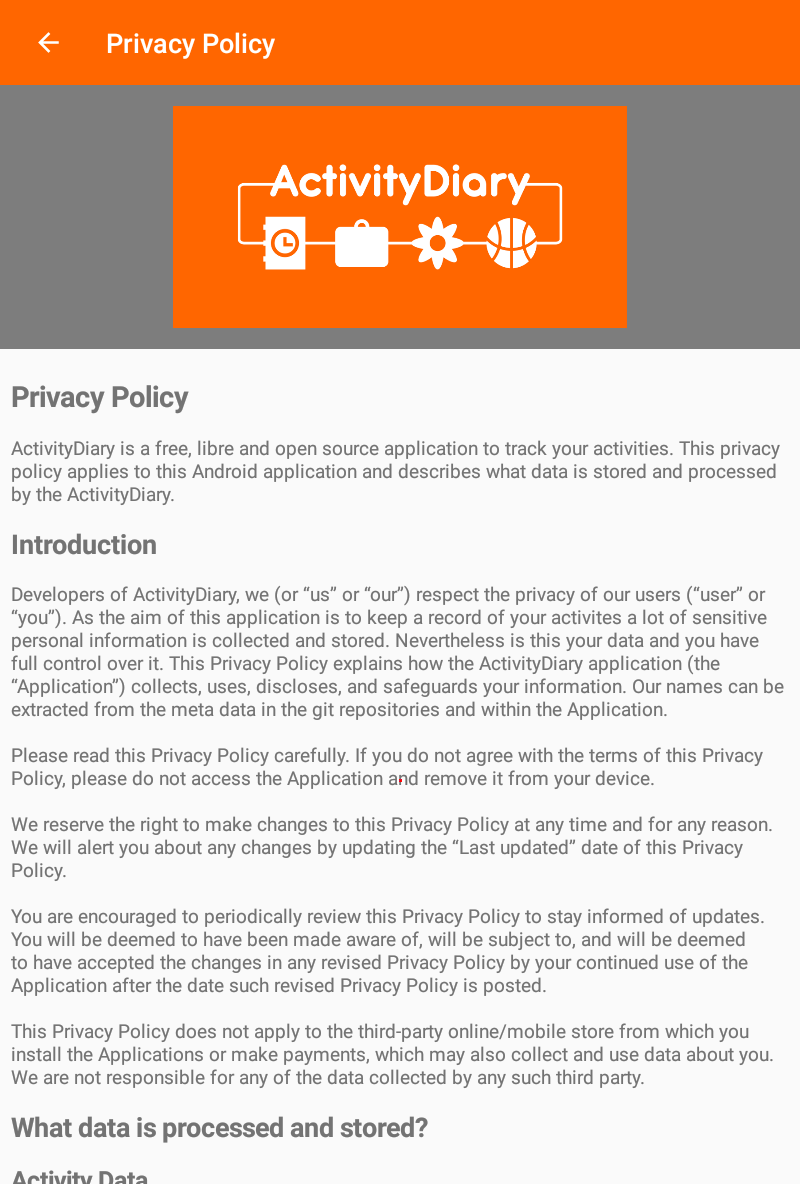 Privacy Policy
ActivityDiary
Privacy Policy
ActivityDiary is a free, libre and open source application to track your activities. This privacy
policy applies to this Android application and describes what data is stored and processed
by the ActivityDiary.
Introduction
Developers of ActivityDiary, we (or “us” or “our”) respect the privacy of our users (“user” or
“you”). As the aim of this application is to keep a record of your activites a lot of sensitive
personal information is collected and stored. Nevertheless is this your data and you have
full control over it. This Privacy Policy explains how the ActivityDiary application (the
“Application”) collects, uses, discloses, and safeguards your information. Our names can be
extracted from the meta data in the git repositories and within the Application.
Please read this Privacy Policy carefully. If you do not agree with the terms of this Privacy
Policy, please do not access the Application and remove it from your device.
We reserve the right to make changes to this Privacy Policy at any time and for any reason.
We will alert you about any changes by updating the “Last updated” date of this Privacy
Policy.
You are encouraged to periodically review this Privacy Policy to stay informed of updates.
You will be deemed to have been made aware of, will be subject to, and will be deemed
to have accepted the changes in any revised Privacy Policy by your continued use of the
Application after the date such revised Privacy Policy is posted.
This Privacy Policy does not apply to the third-party online/mobile store from which you
install the Applications or make payments, which may also collect and use data about you.
We are not responsible for any of the data collected by any such third party.
What data is processed and stored?
Activity Data